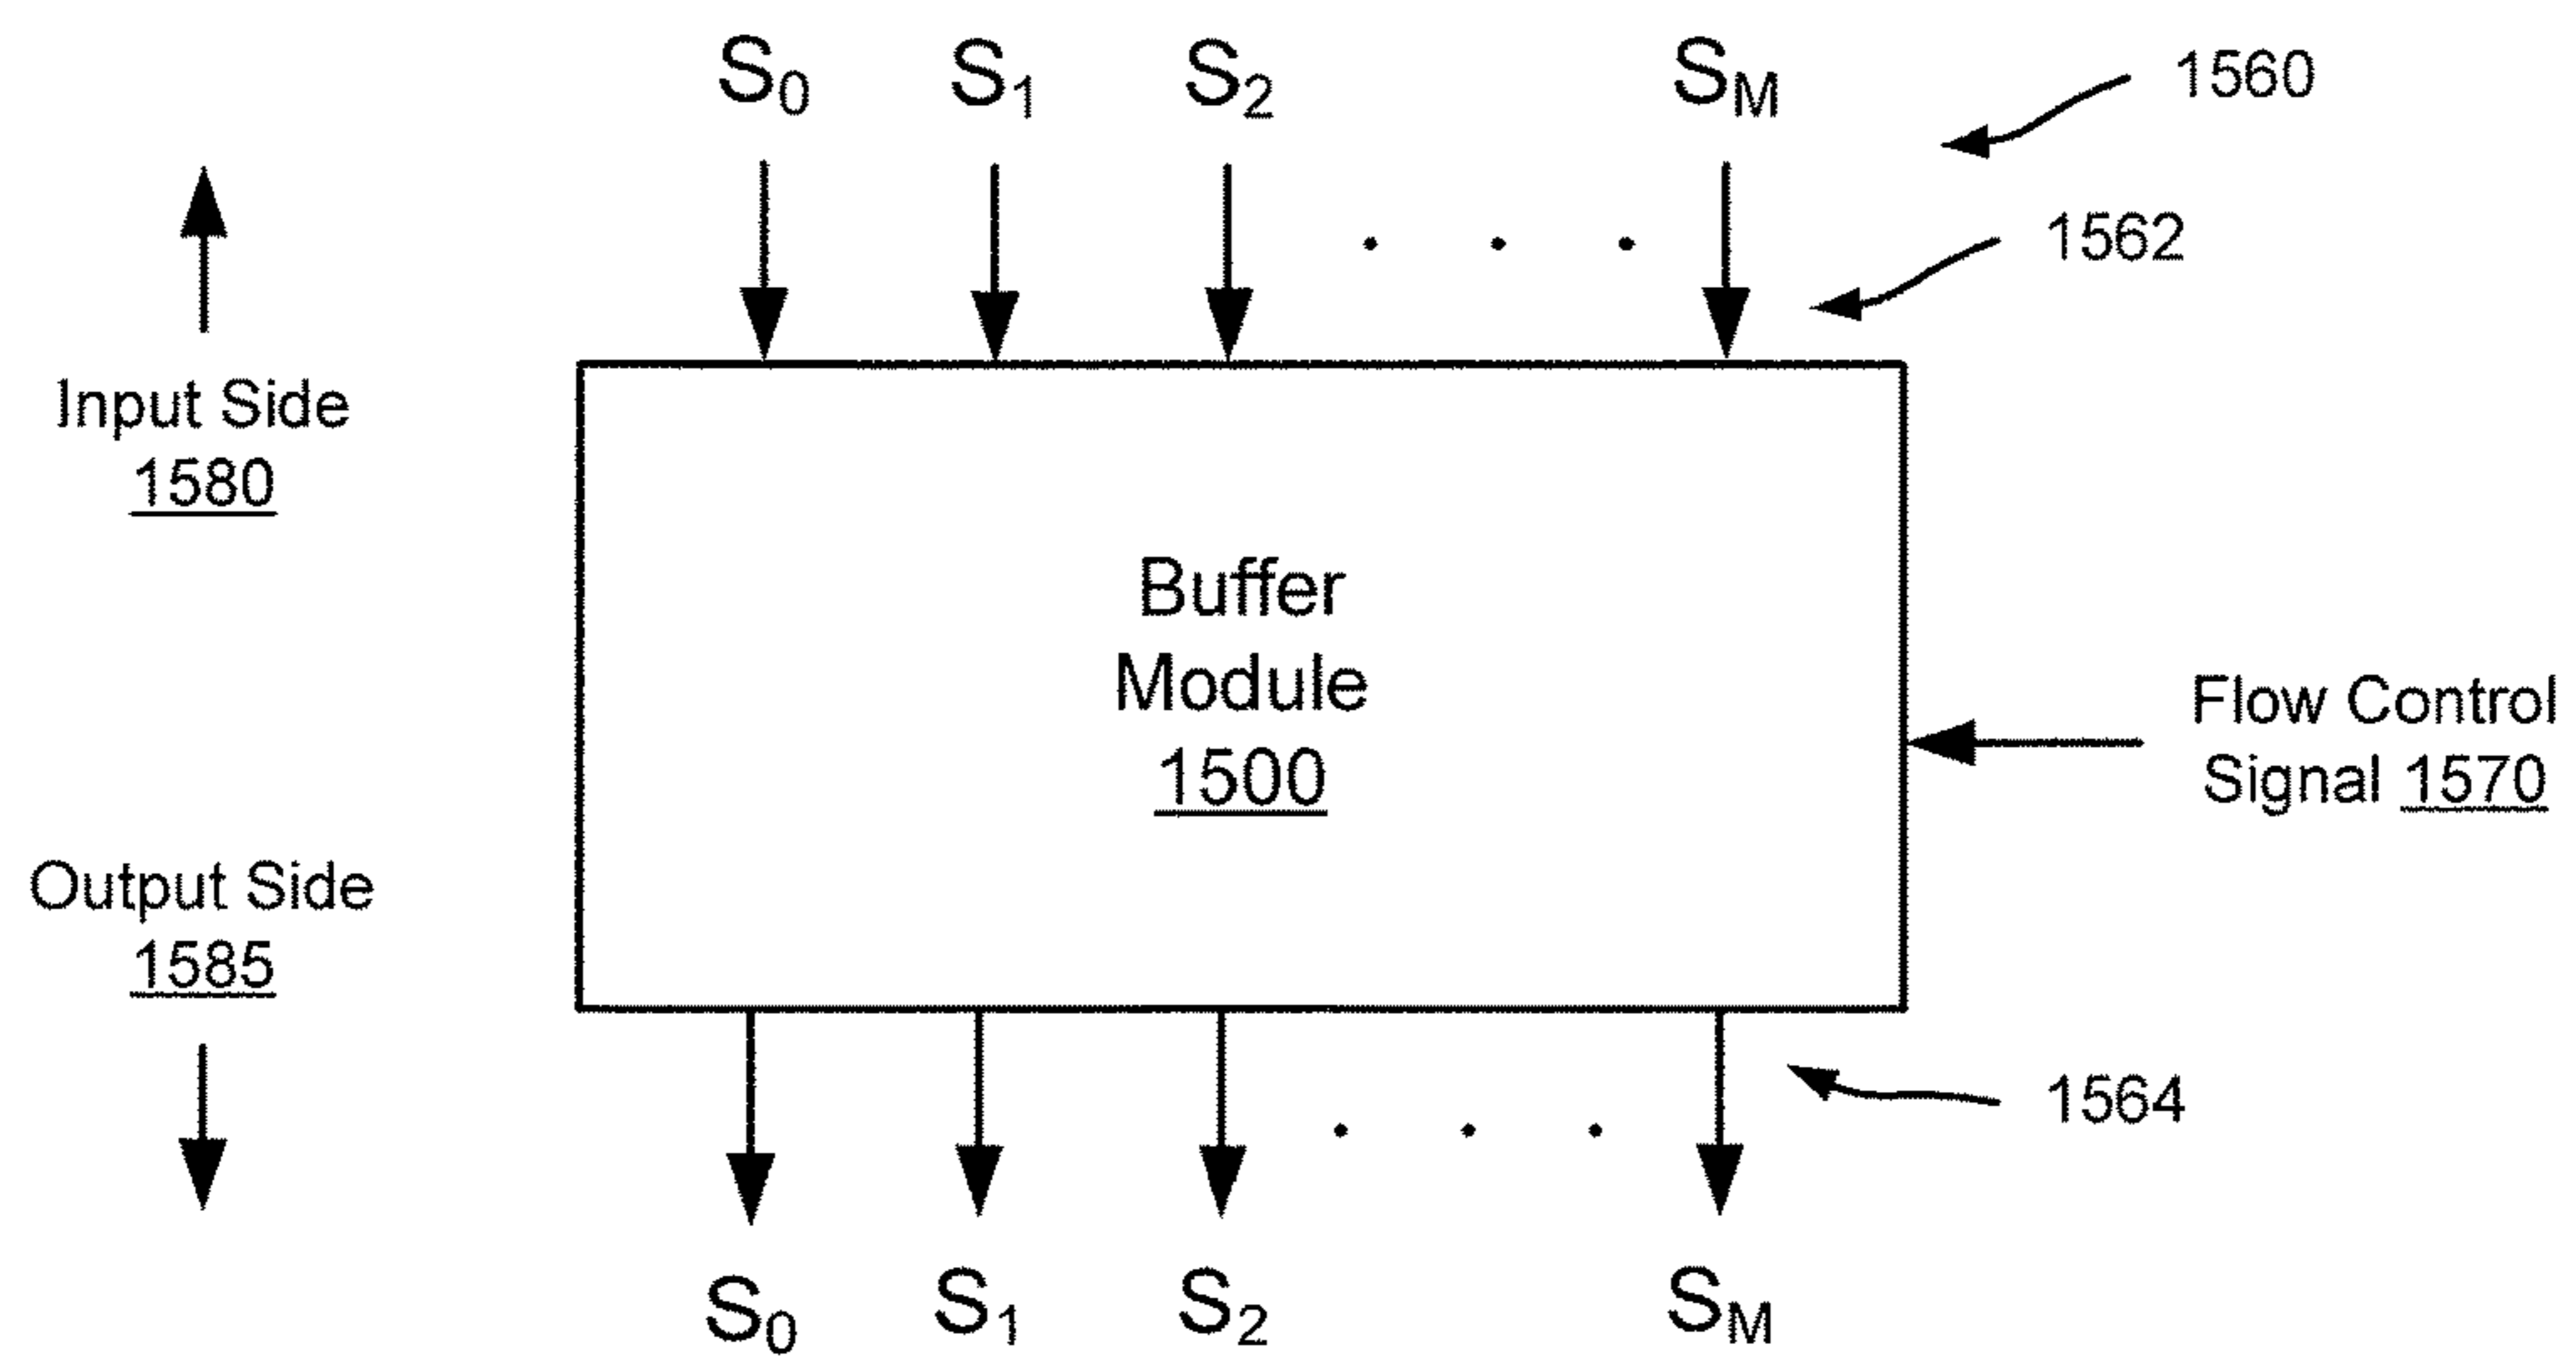 S0 S1 S2 . . . SM
1560
1562
Input Side
1580
Buffer
Module
1500
Flow Control
Signal 1570
Output Side
1585
1564
S0 S1 S2 . . . SM